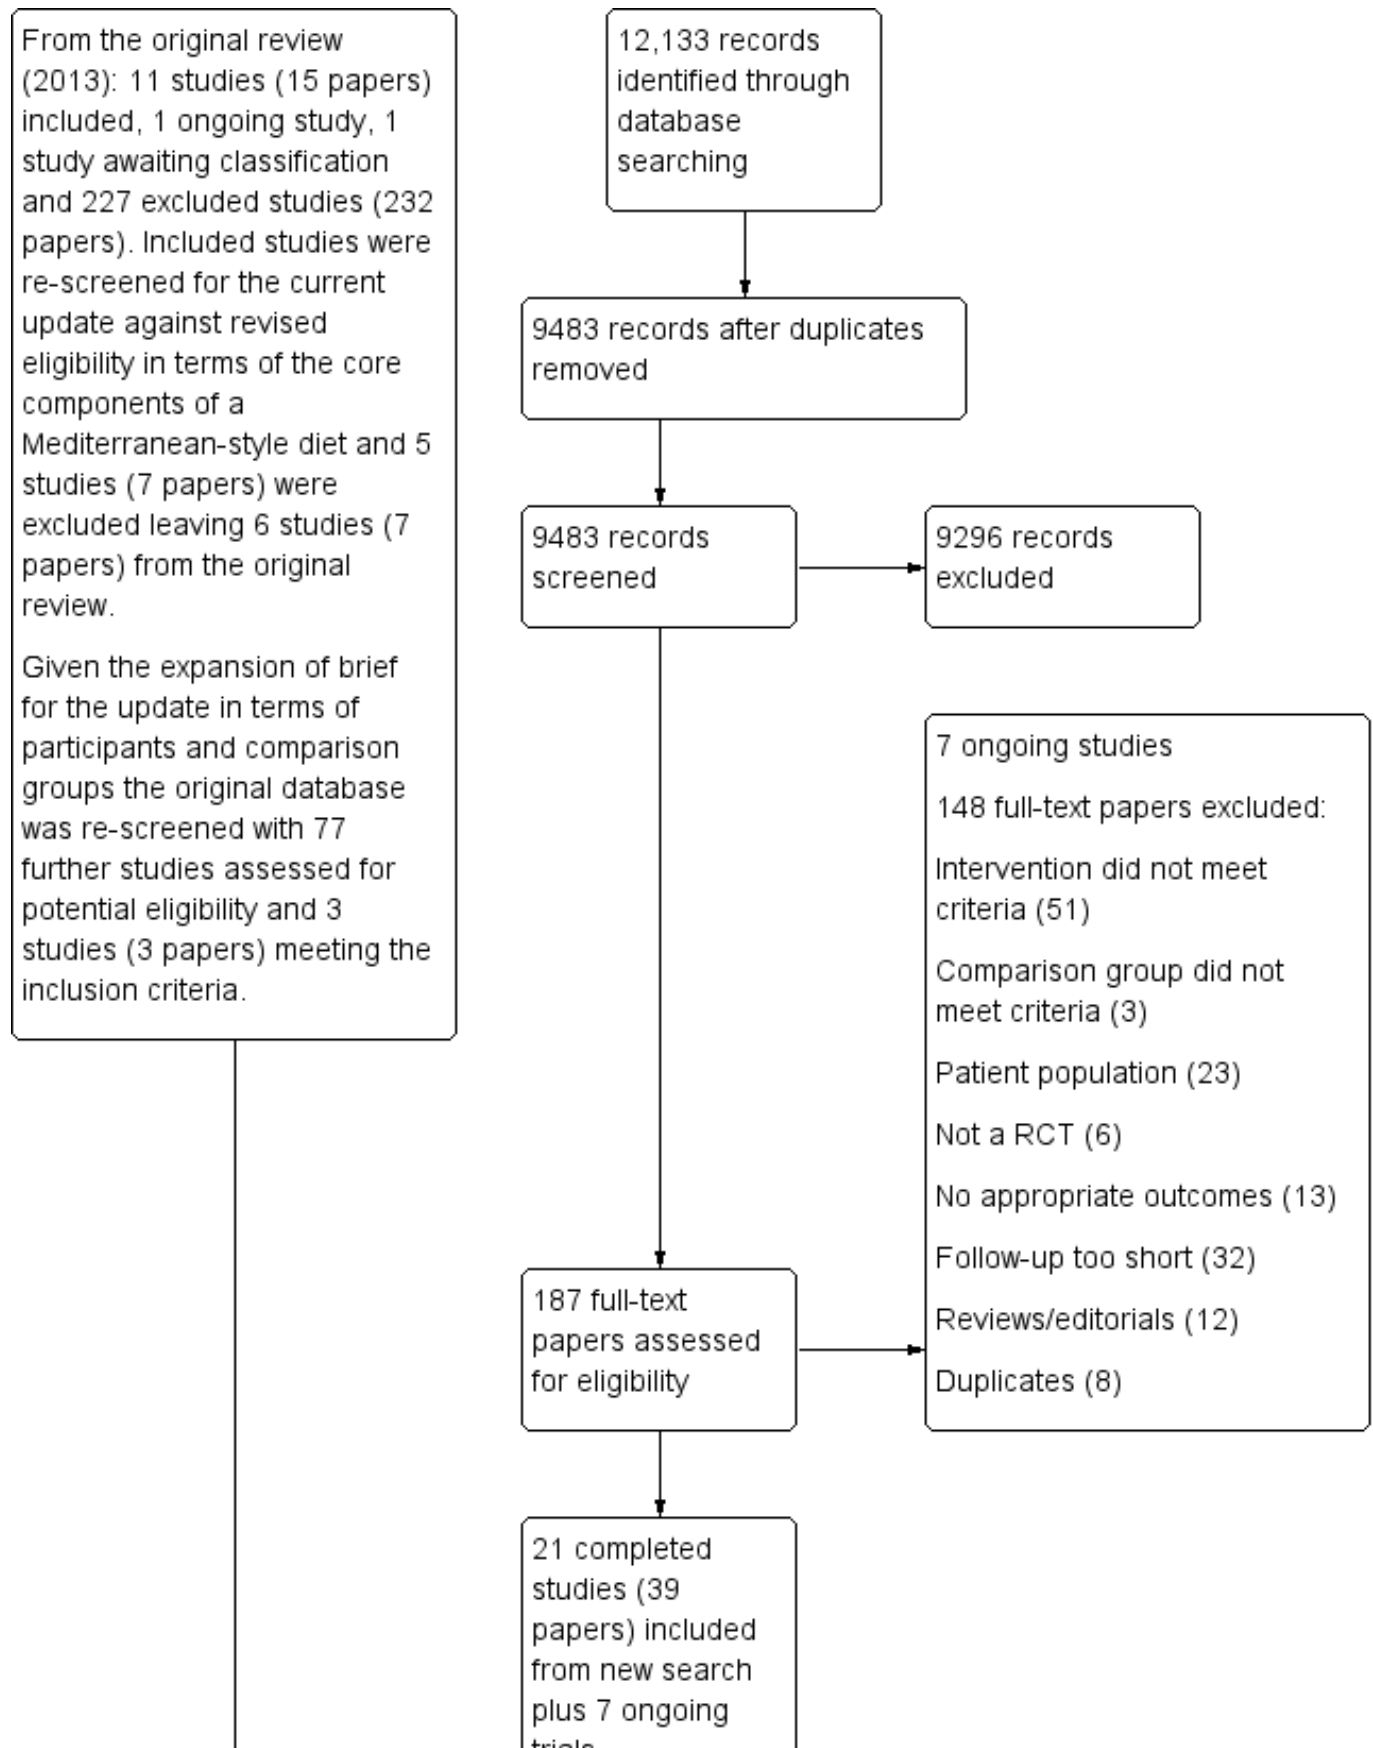 From the original review
(2013): 11 studies (15 papers)
included, 1 ongoing study, 1
study awaiting classification
and 227 excluded studies (232
papers). Included studies were
re-screened for the current
update against revised
eligibility in terms of the core
components of a
Mediterranean-style diet and 5
studies (7 papers) were
excluded leaving 6 studies (7
papers) from the original
review.
Given the expansion of brief
for the update in terms of
participants and comparison
groups the original database
was re-screened with 77
further studies assessed for
potential eligibility and 3
studies (3 papers) meeting the
inclusion criteria.
12,133 records
identified through
database
searching
9483 records after duplicates
removed
9483 records
screened
9296 records
excluded
7 ongoing studies
148 full-text papers excluded:
Intervention did not meet
criteria (51)
Comparison group did not
meet criteria (3)
Patient population (23)
Not a RCT (6)
No appropriate outcomes (13)
Follow-up too short (32)
Reviews/editorials (12)
Duplicates (8)
187 full-text
papers assessed
for eligibility
21 completed
studies (39
papers) included
from new search
plus 7 ongoing
trials